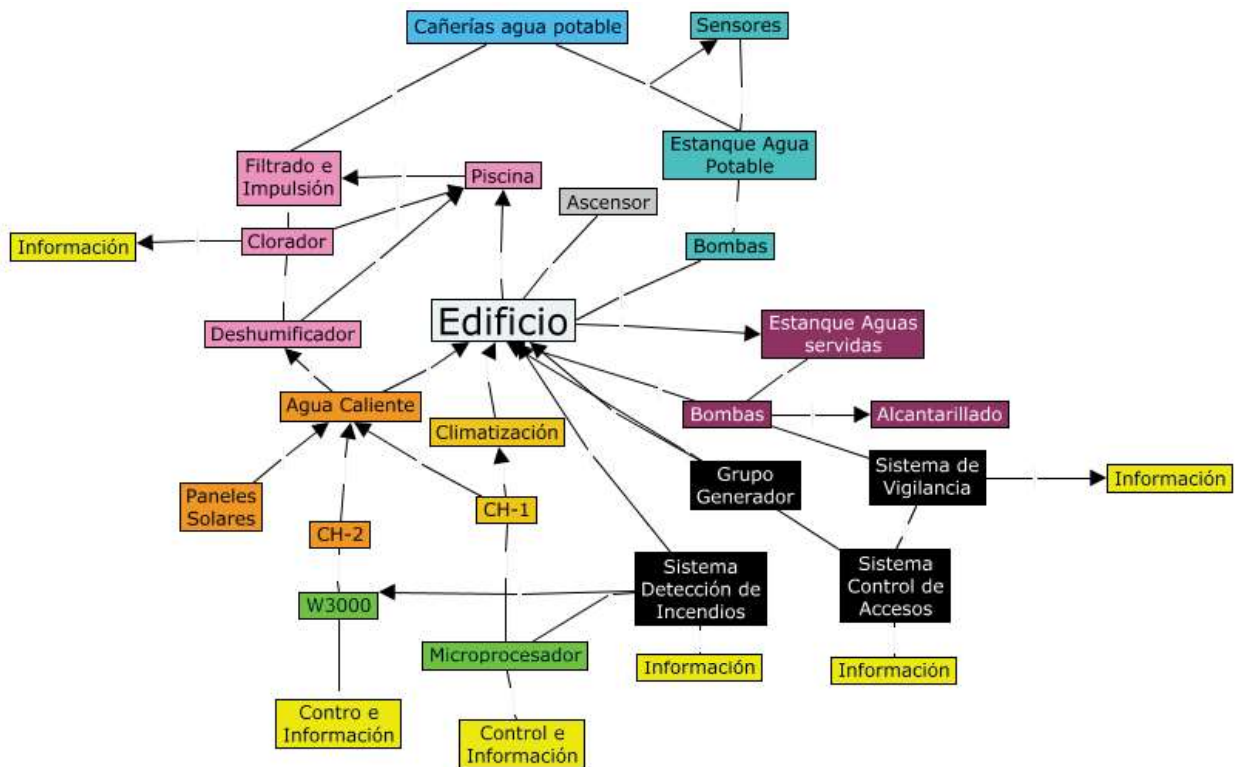 Cañerías agua potable
Sensores
Estanque Agua
Potable
Filtrado e
Impulsión
Piscina
Ascensor
Información
Clorador
Bombas
Edificio
Deshumificador
Estanque Aguas
servidas
Agua Caliente
Climatización
Bombas
Alcantarillado
Paneles
Solares
CH-2
CH-1
Grupo
Generador
Sistema de
Vigilancia
Información
Sistema
Detección de
Incendios
Sistema
Control de
Accesos
W3000
Microprocesador
Información
Información
Contro e
Información
Control e
Información